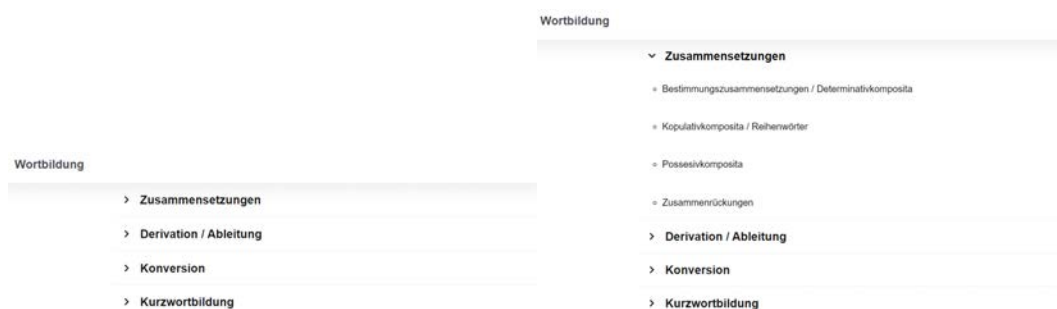 Wortbildung
Zusammensetzungen
Derivation / Ableitung
Konversion
Kurzwortbildung
Wortbildung
Zusammensetzungen
Bestimmungszusammensetzungen / Determinativkomposita
Kopulativkomposita / Reihenwörter
Possesivkomposita
Zusammenrückungen
Derivation / Ableitung
Konversion
Kurzwortbildung